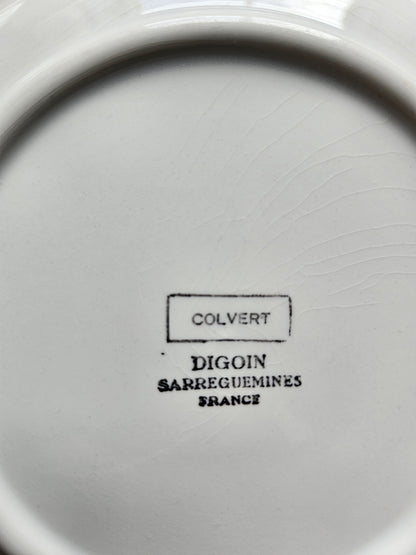 COLVERT
DIGOIN
SARREGUEMINES
FRANCE